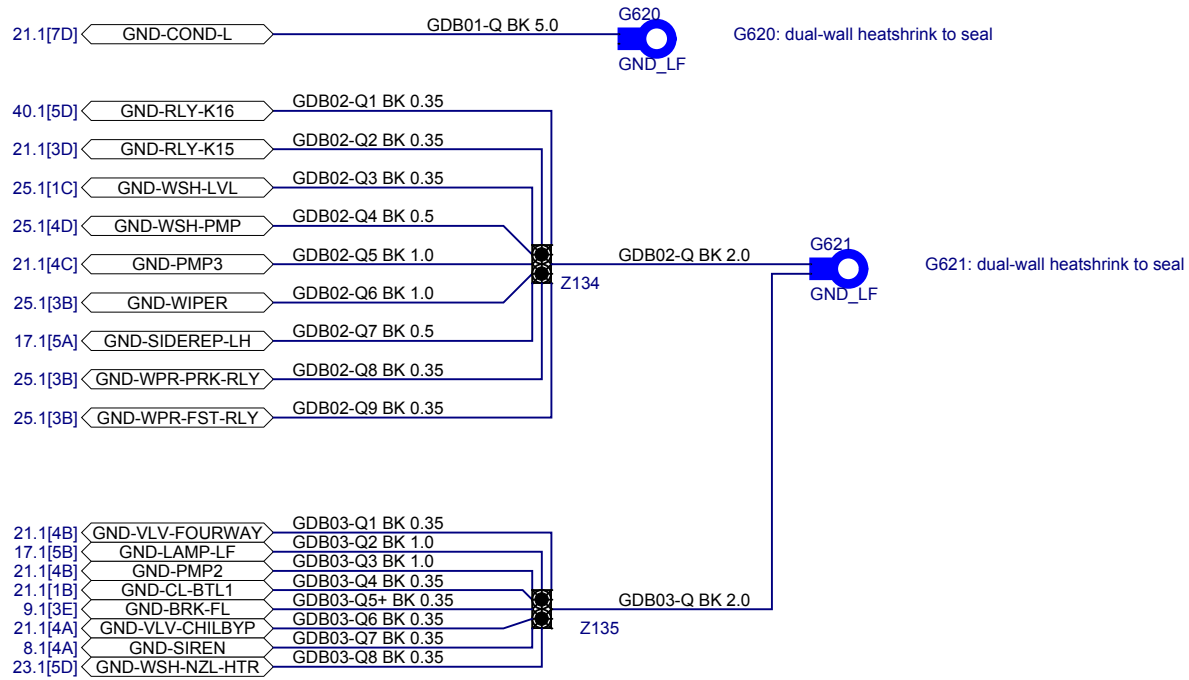 G620
21.1[7D] GND-COND-L GDB01-Q BK 5.0 G620: dual-wall heatshrink to seal
GND_LF
40.1[5D] GND-RLY-K16 GDB02-Q1 BK 0.35
21.1[3D] GND-RLY-K15 GDB02-Q2 BK 0.35
25.1[1C] GND-WSH-LVL GDB02-Q3 BK 0.35
25.1[4D] GND-WSH-PMP GDB02-Q4 BK 0.5
G621
21.1[4C] GND-PMP3 GDB02-Q5 BK 1.0 GDB02-Q BK 2.0 G621: dual-wall heatshrink to seal
Z134
GND_LF
25.1[3B] GND-WIPER GDB02-Q6 BK 1.0
17.1[5A] GND-SIDEREP-LH GDB02-Q7 BK 0.5
25.1[3B] GND-WPR-PRK-RLY GDB02-Q8 BK 0.35
25.1[3B] GND-WPR-FST-RLY GDB02-Q9 BK 0.35
21.1[4B] GND-VLV-FOURWAY GDB03-Q1 BK 0.35
17.1[5B] GND-LAMP-LF GDB03-Q2 BK 1.0
21.1[4B] GND-PMP2 GDB03-Q3 BK 1.0
21.1[1B] GND-CL-BTL1 GDB03-Q4 BK 0.35
9.1[3E] GND-BRK-FL GDB03-Q5+ BK 0.35 GDB03-Q BK 2.0
21.1[4A] GND-VLV-CHILBYP GDB03-Q6 BK 0.35 Z135
8.1[4A] GND-SIREN GDB03-Q7 BK 0.35
23.1[5D] GND-WSH-NZL-HTR GDB03-Q8 BK 0.35